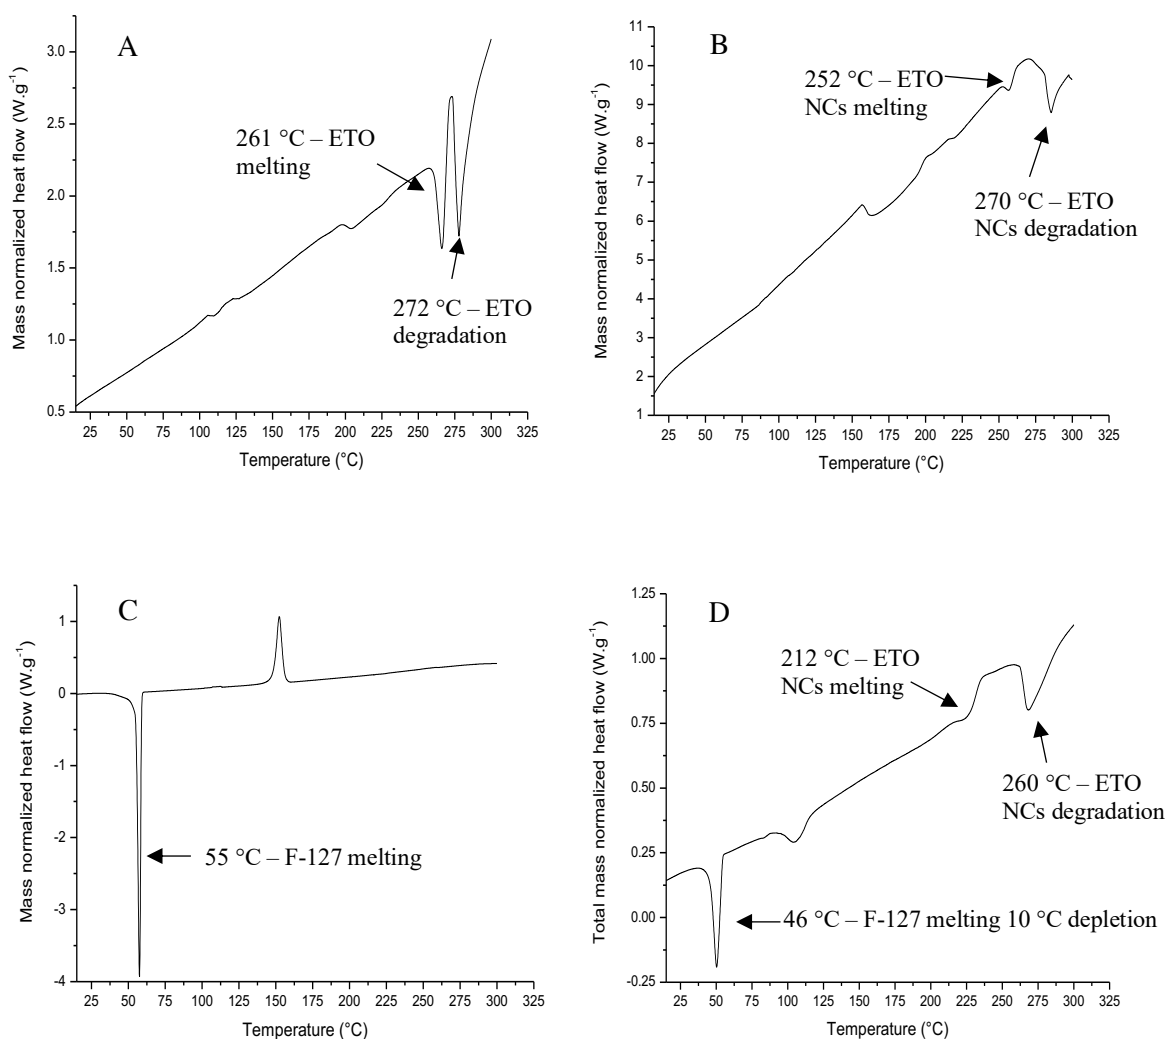 A
Mass normalized heat flow (W.g⁻¹)
3.0
2.5
2.0
1.5
1.0
0.5
261 °C – ETO
melting
272 °C – ETO
degradation
25 50 75 100 125 150 175 200 225 250 275 300 325
Temperature (°C)
B
Mass normalized heat flow (W.g⁻¹)
11
10
9
8
7
6
5
4
3
2
1
252 °C – ETO
NCs melting
270 °C – ETO
NCs degradation
25 50 75 100 125 150 175 200 225 250 275 300 325
Temperature (°C)
C
Mass normalized heat flow (W.g⁻¹)
1
0
-1
-2
-3
-4
55 °C – F-127 melting
25 50 75 100 125 150 175 200 225 250 275 300 325
Temperature (°C)
D
Total mass normalized heat flow (W.g⁻¹)
1.25
1.00
0.75
0.50
0.25
0.00
-0.25
212 °C – ETO
NCs melting
260 °C – ETO
NCs degradation
46 °C – F-127 melting 10 °C depletion
25 50 75 100 125 150 175 200 225 250 275 300 325
Temperature (°C)